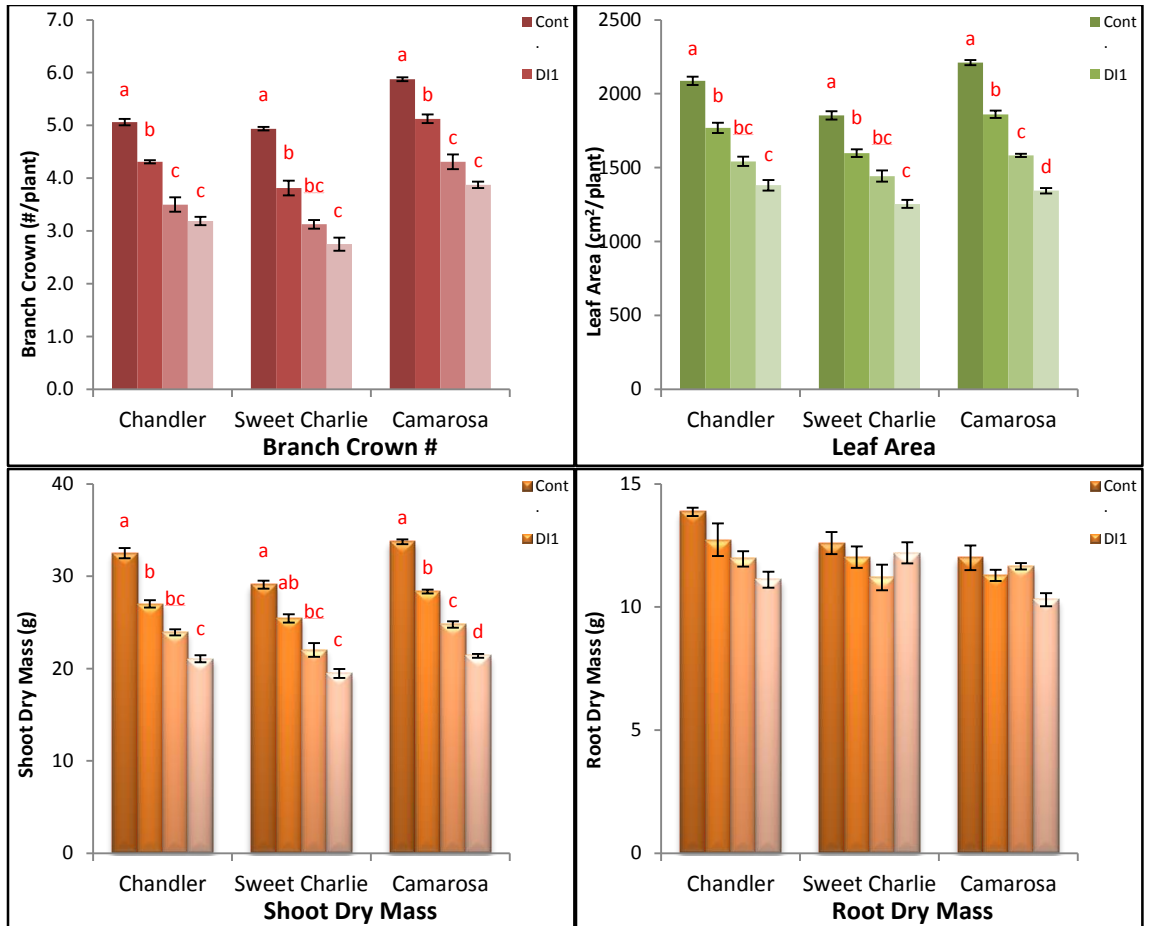 7.0
6.0
5.0
4.0
3.0
2.0
1.0
0.0
Branch Crown (#/plant)
a
b
c
c
a
b
bc
c
a
b
c
c
Cont
.
DI1
Chandler
Sweet Charlie
Camarosa
Branch Crown #
2500
2000
1500
1000
500
0
Leaf Area (cm²/plant)
a
b
bc
c
a
b
bc
c
a
b
c
d
Cont
.
DI1
Chandler
Sweet Charlie
Camarosa
Leaf Area
40
30
20
10
0
Shoot Dry Mass (g)
a
b
bc
c
a
ab
bc
c
a
b
c
d
Cont
.
DI1
Chandler
Sweet Charlie
Camarosa
Shoot Dry Mass
15
10
5
0
Root Dry Mass (g)
Cont
.
DI1
Chandler
Sweet Charlie
Camarosa
Root Dry Mass